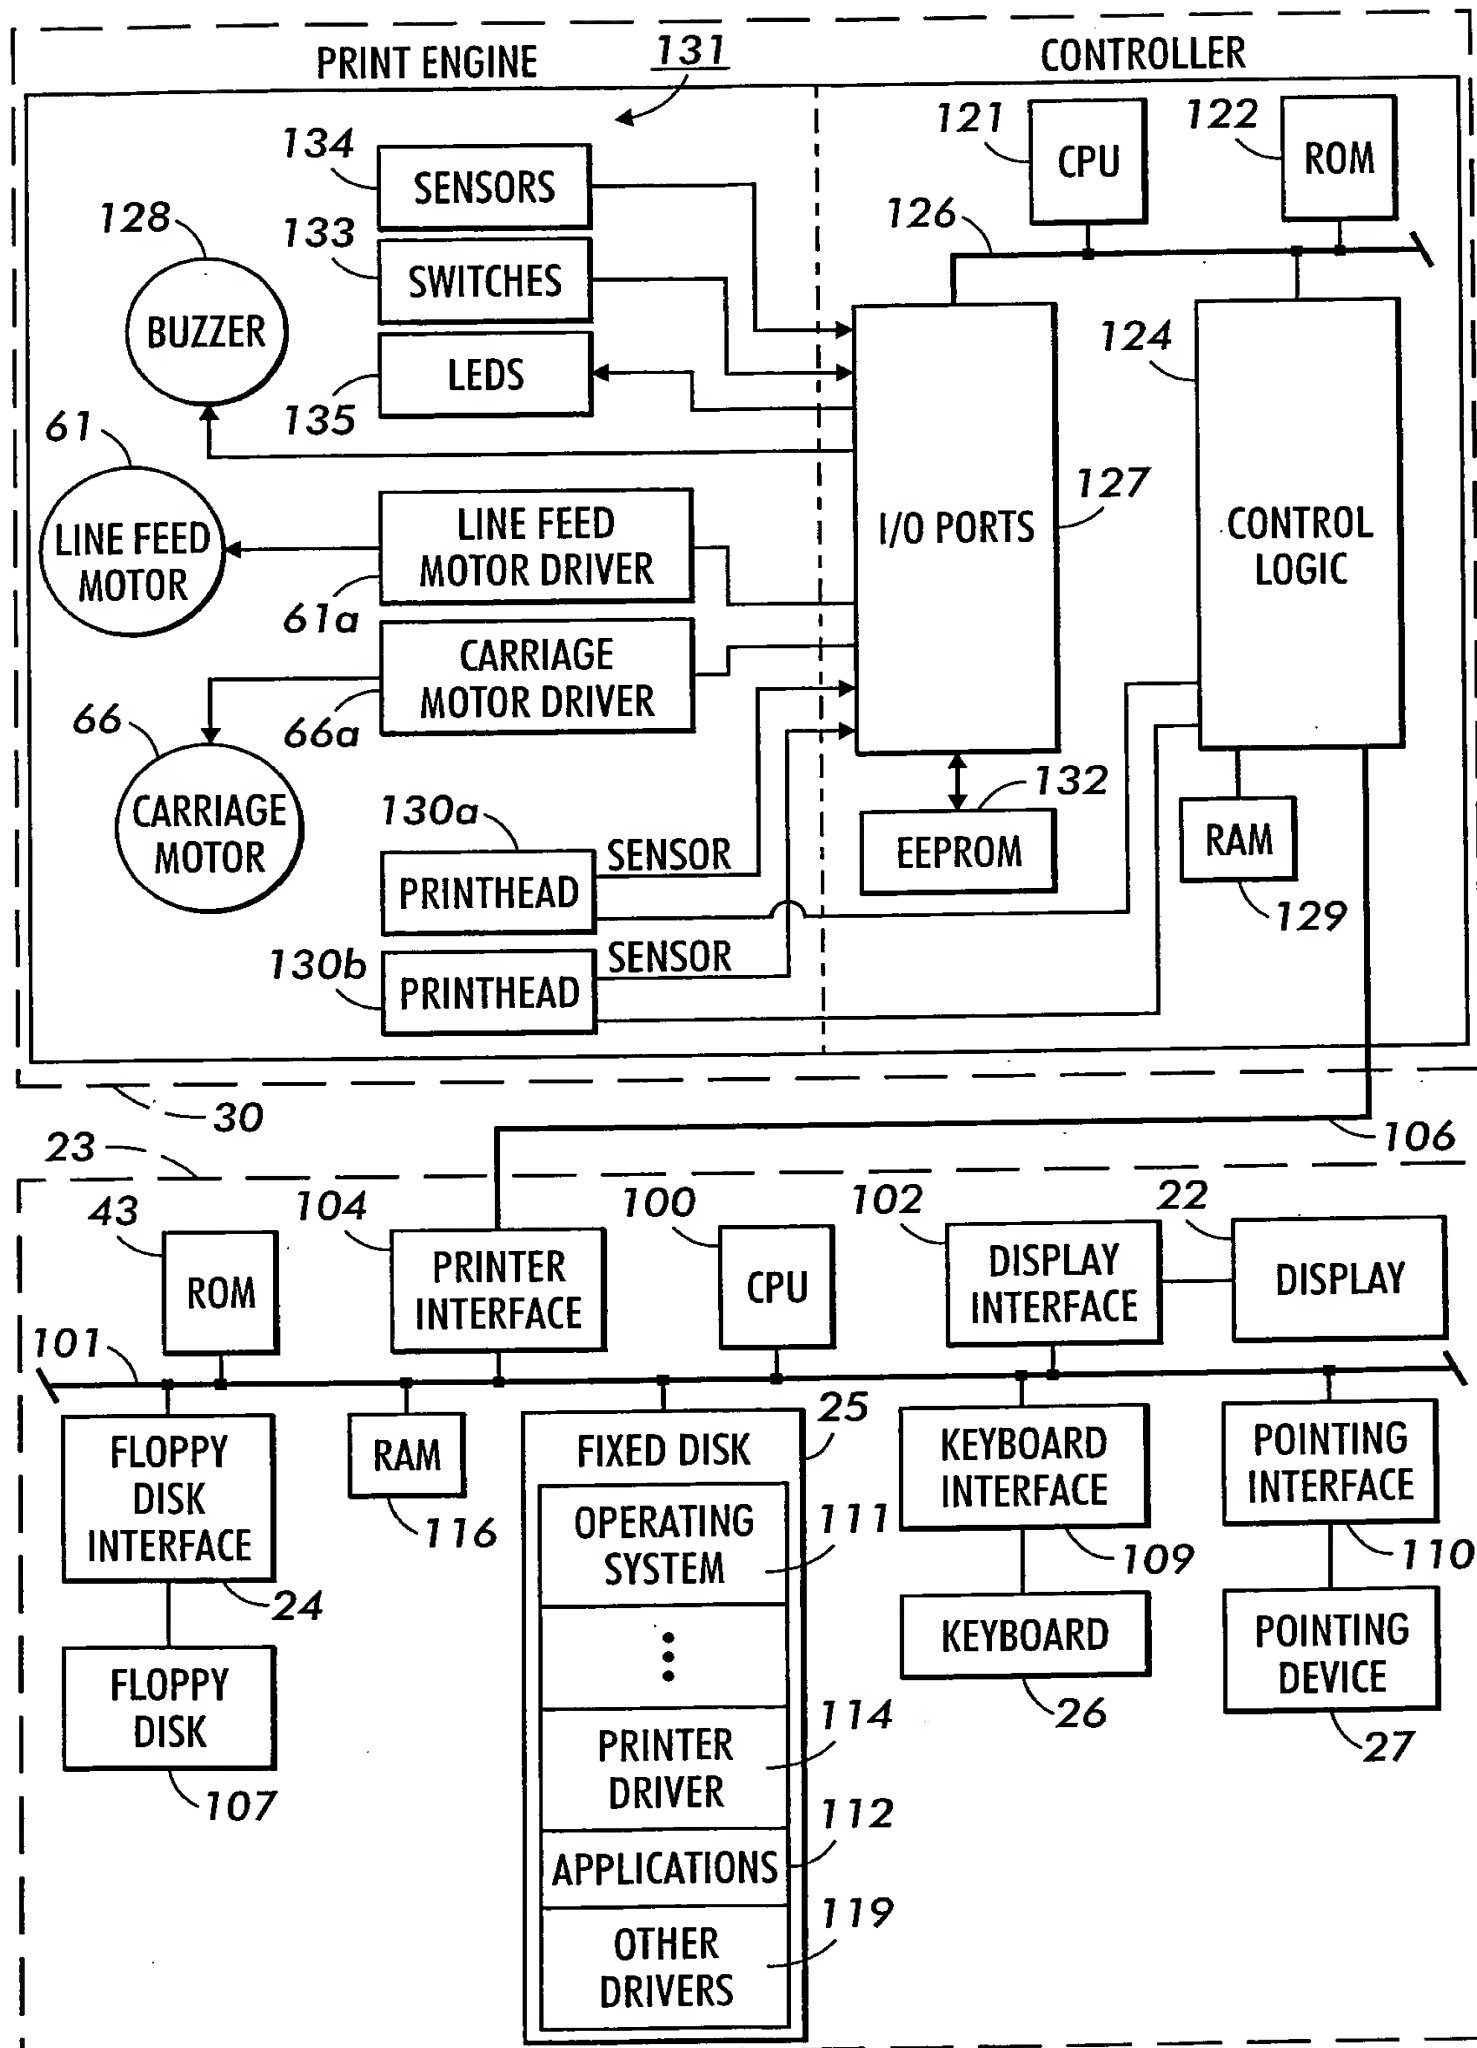 PRINT ENGINE
131
CONTROLLER
134
SENSORS
121
CPU
122
ROM
128
133
SWITCHES
126
BUZZER
LEDS
135
124
61
LINE FEED
MOTOR
LINE FEED
MOTOR DRIVER
61a
I/O PORTS
127
CONTROL
LOGIC
CARRIAGE
MOTOR DRIVER
66a
66
CARRIAGE
MOTOR
130a
PRINTHEAD
SENSOR
132
EEPROM
RAM
129
130b
PRINTHEAD
SENSOR
30
106
23
43
ROM
104
PRINTER
INTERFACE
100
CPU
102
DISPLAY
INTERFACE
22
DISPLAY
101
FLOPPY
DISK
INTERFACE
24
RAM
116
FIXED DISK
25
OPERATING
SYSTEM
111
KEYBOARD
INTERFACE
109
POINTING
INTERFACE
110
FLOPPY
DISK
107
KEYBOARD
26
POINTING
DEVICE
27
PRINTER
DRIVER
114
APPLICATIONS
112
OTHER
DRIVERS
119